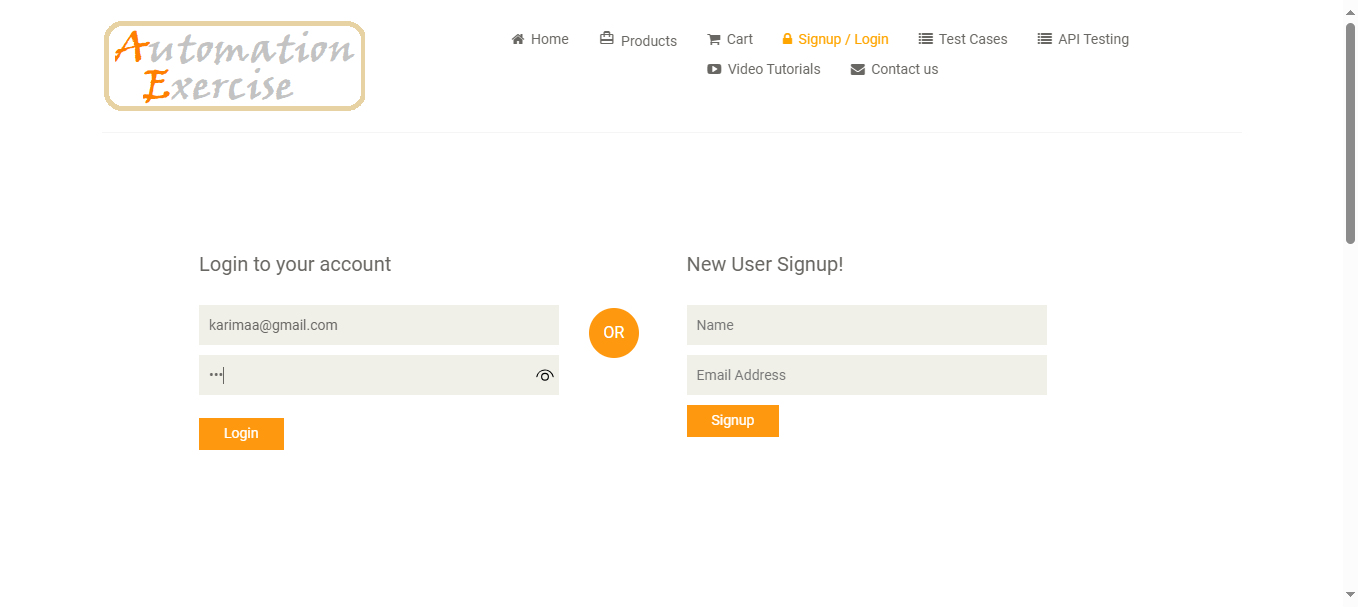 Automation
Exercise
Home Products Cart Signup / Login Test Cases API Testing
Video Tutorials Contact us
Login to your account
karimaa@gmail.com
•••
Login
OR
New User Signup!
Name
Email Address
Signup